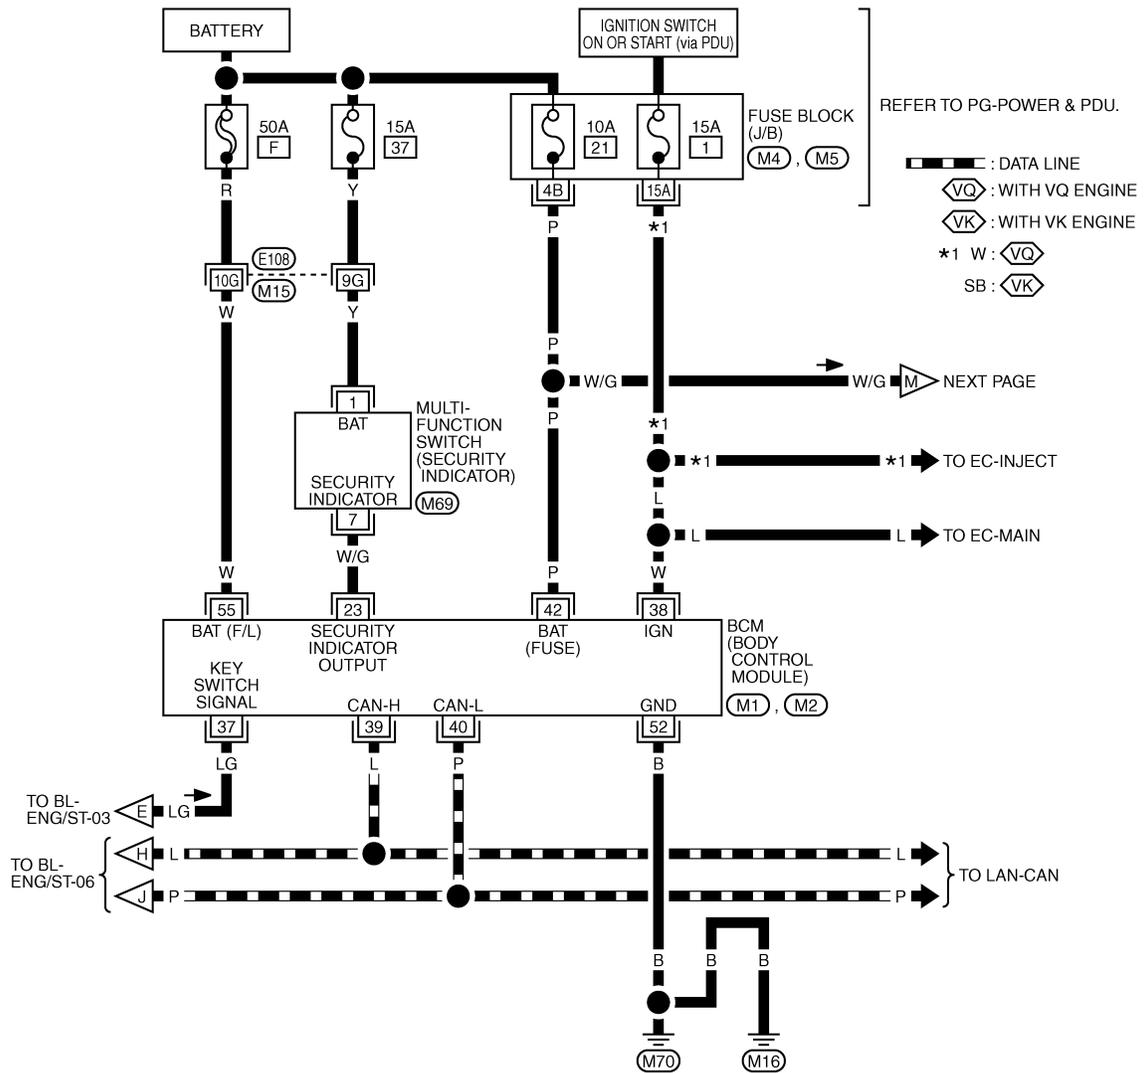 BATTERY
IGNITION SWITCH
ON OR START (via PDU)
REFER TO PG-POWER & PDU.
50A
F
15A
37
10A
21
15A
1
FUSE BLOCK
(J/B)
M4 , M5
: DATA LINE
VQ : WITH VQ ENGINE
VK : WITH VK ENGINE
*1 W : VQ
SB : VK
4B
15A
R
Y
P
*1
10G
E108
M15
9G
W
Y
P
W/G
W/G
M
NEXT PAGE
P
*1
1
BAT
SECURITY
INDICATOR
7
MULTI-
FUNCTION
SWITCH
(SECURITY
INDICATOR)
M69
*1
*1
TO EC-INJECT
L
L
L
TO EC-MAIN
W/G
W
P
W
55
23
42
38
BAT (F/L)
SECURITY
INDICATOR
OUTPUT
BAT
(FUSE)
IGN
BCM
(BODY
CONTROL
MODULE)
M1 , M2
KEY
SWITCH
SIGNAL
CAN-H
CAN-L
GND
37
39
40
52
LG
L
P
B
TO BL-
ENG/ST-03
E
LG
TO BL-
ENG/ST-06
H
L
L
J
P
P
TO LAN-CAN
B
B
B
M70
M16